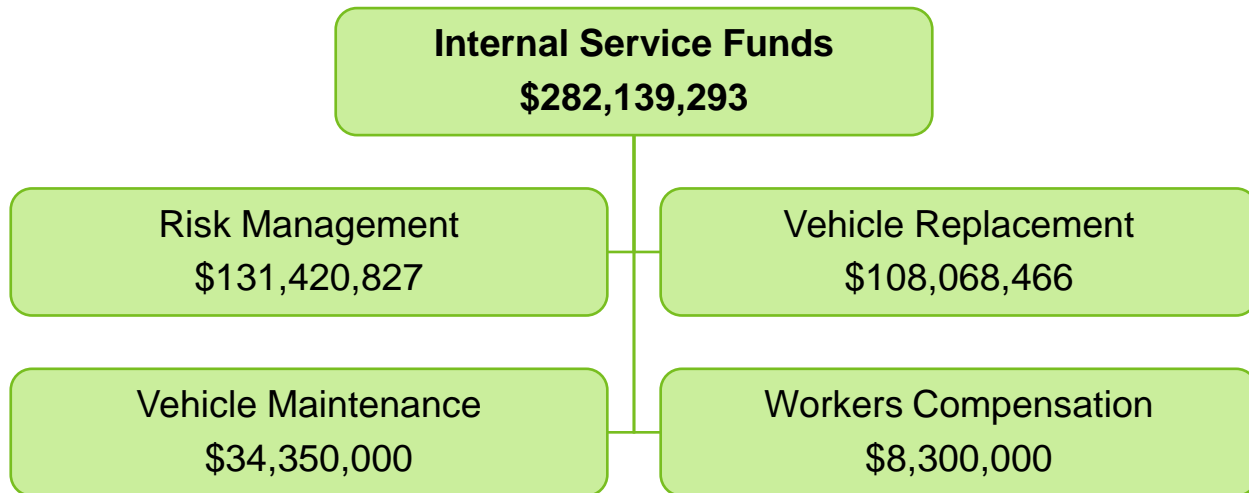 Internal Service Funds
$282,139,293
Risk Management
$131,420,827
Vehicle Replacement
$108,068,466
Vehicle Maintenance
$34,350,000
Workers Compensation
$8,300,000